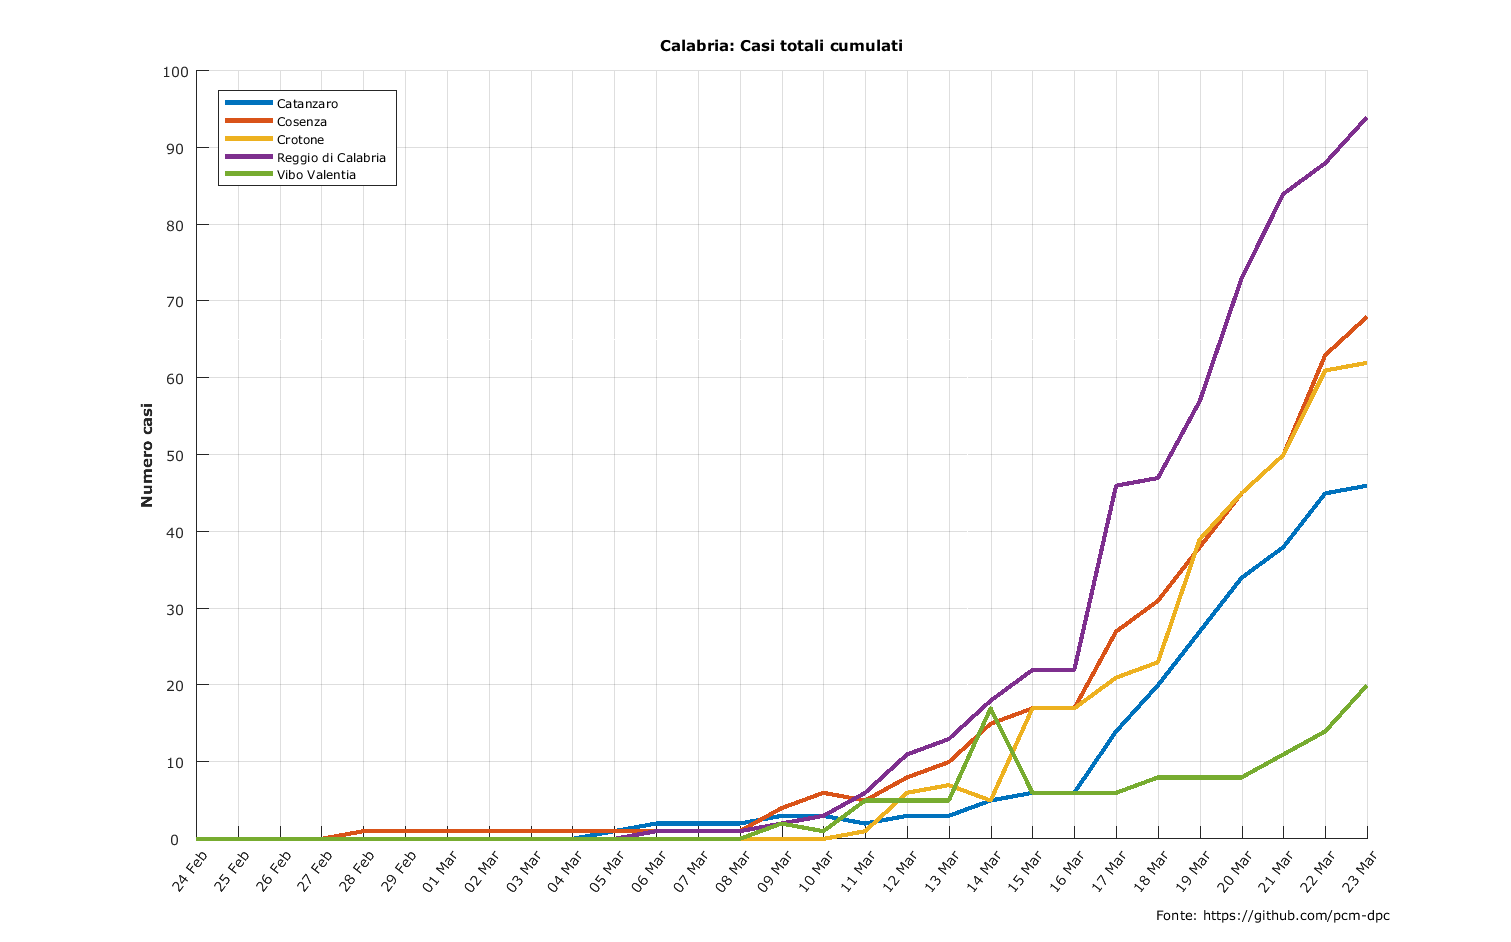 Calabria: Casi totali cumulati
100
90
80
70
60
50
40
30
20
10
0
Numero casi
Catanzaro
Cosenza
Crotone
Reggio di Calabria
Vibo Valentia
24 Feb
25 Feb
26 Feb
27 Feb
28 Feb
29 Feb
01 Mar
02 Mar
03 Mar
04 Mar
05 Mar
06 Mar
07 Mar
08 Mar
09 Mar
10 Mar
11 Mar
12 Mar
13 Mar
14 Mar
15 Mar
16 Mar
17 Mar
18 Mar
19 Mar
20 Mar
21 Mar
22 Mar
23 Mar
Fonte: https://github.com/pcm-dpc